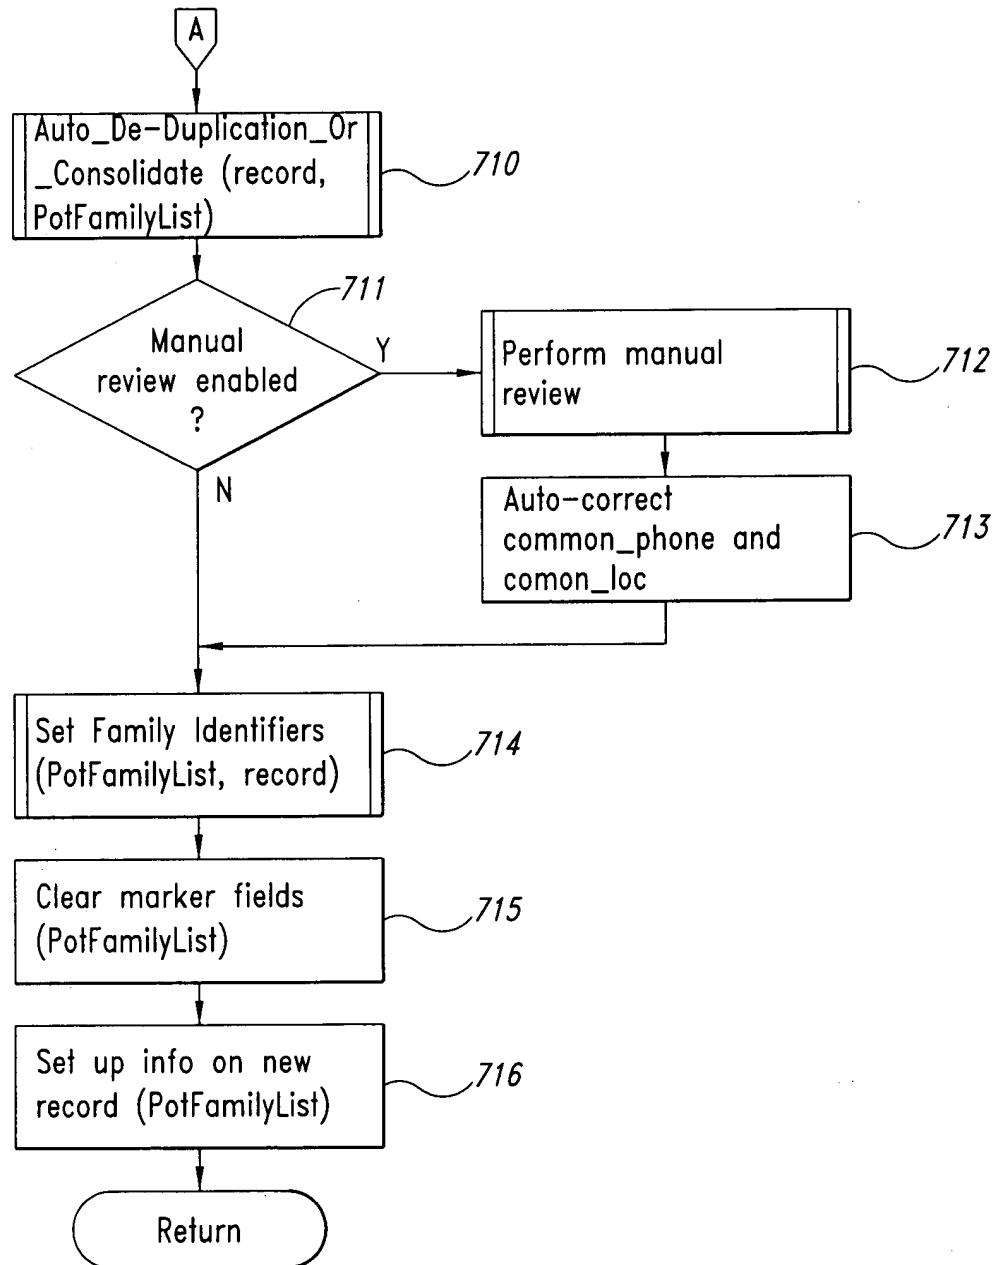 A
Auto_De-Duplication_Or
_Consolidate (record,
PotFamilyList)
710
711
Manual
review enabled
?
Y
N
Perform manual
review
712
Auto-correct
common_phone and
comon_loc
713
Set Family Identifiers
(PotFamilyList, record)
714
Clear marker fields
(PotFamilyList)
715
Set up info on new
record (PotFamilyList)
716
Return